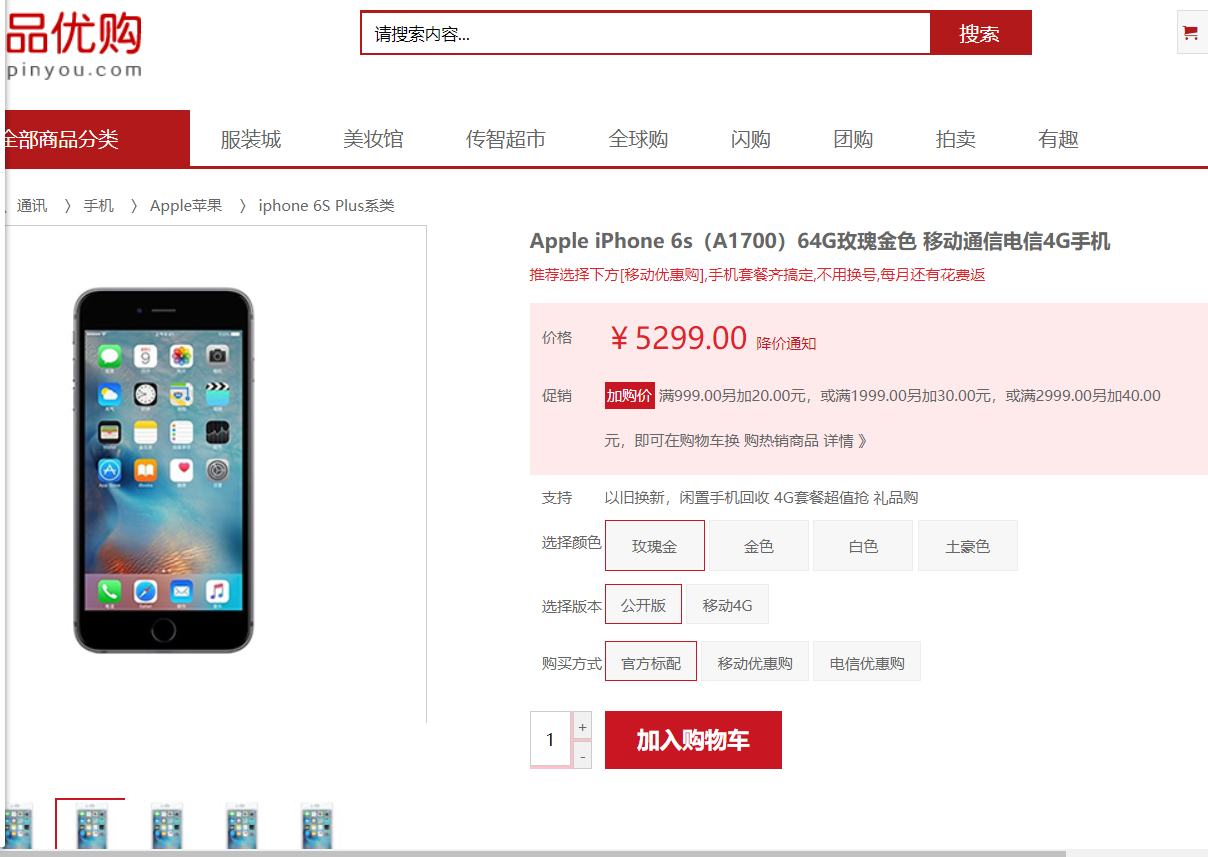 品优购
pinyou.com
请搜索内容...
搜索
全部商品分类
服装城
美妆馆
传智超市
全球购
闪购
团购
拍卖
有趣
通讯 〉 手机 〉 Apple苹果 〉 iphone 6S Plus系类
Apple iPhone 6s（A1700）64G玫瑰金色 移动通信电信4G手机
推荐选择下方[移动优惠购],手机套餐齐搞定,不用换号,每月还有花费返
价格
￥5299.00 降价通知
促销
加购价 满999.00另加20.00元，或满1999.00另加30.00元，或满2999.00另加40.00
元，即可在购物车换 购热销商品 详情 》
支持
以旧换新，闲置手机回收 4G套餐超值抢 礼品购
选择颜色
玫瑰金
金色
白色
土豪色
选择版本
公开版
移动4G
购买方式
官方标配
移动优惠购
电信优惠购
1
+
-
加入购物车